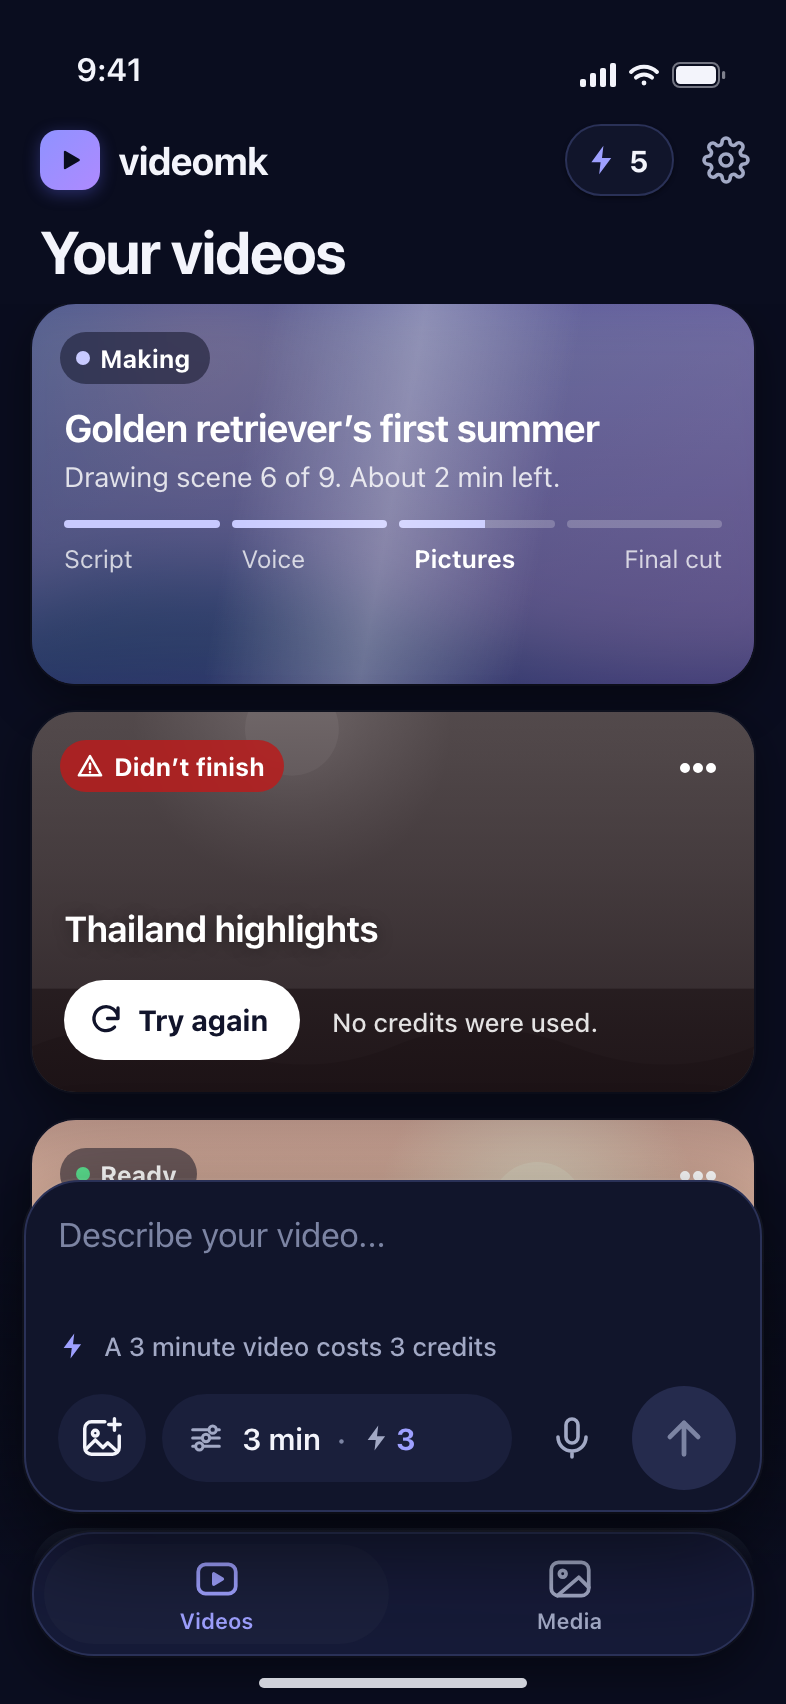 9:41
videomk
5
Your videos
Making
Golden retriever’s first summer
Drawing scene 6 of 9. About 2 min left.
Script Voice Pictures Final cut
Didn’t finish
Thailand highlights
Try again
No credits were used.
Ready
Describe your video...
A 3 minute video costs 3 credits
3 min · 3
Videos Media